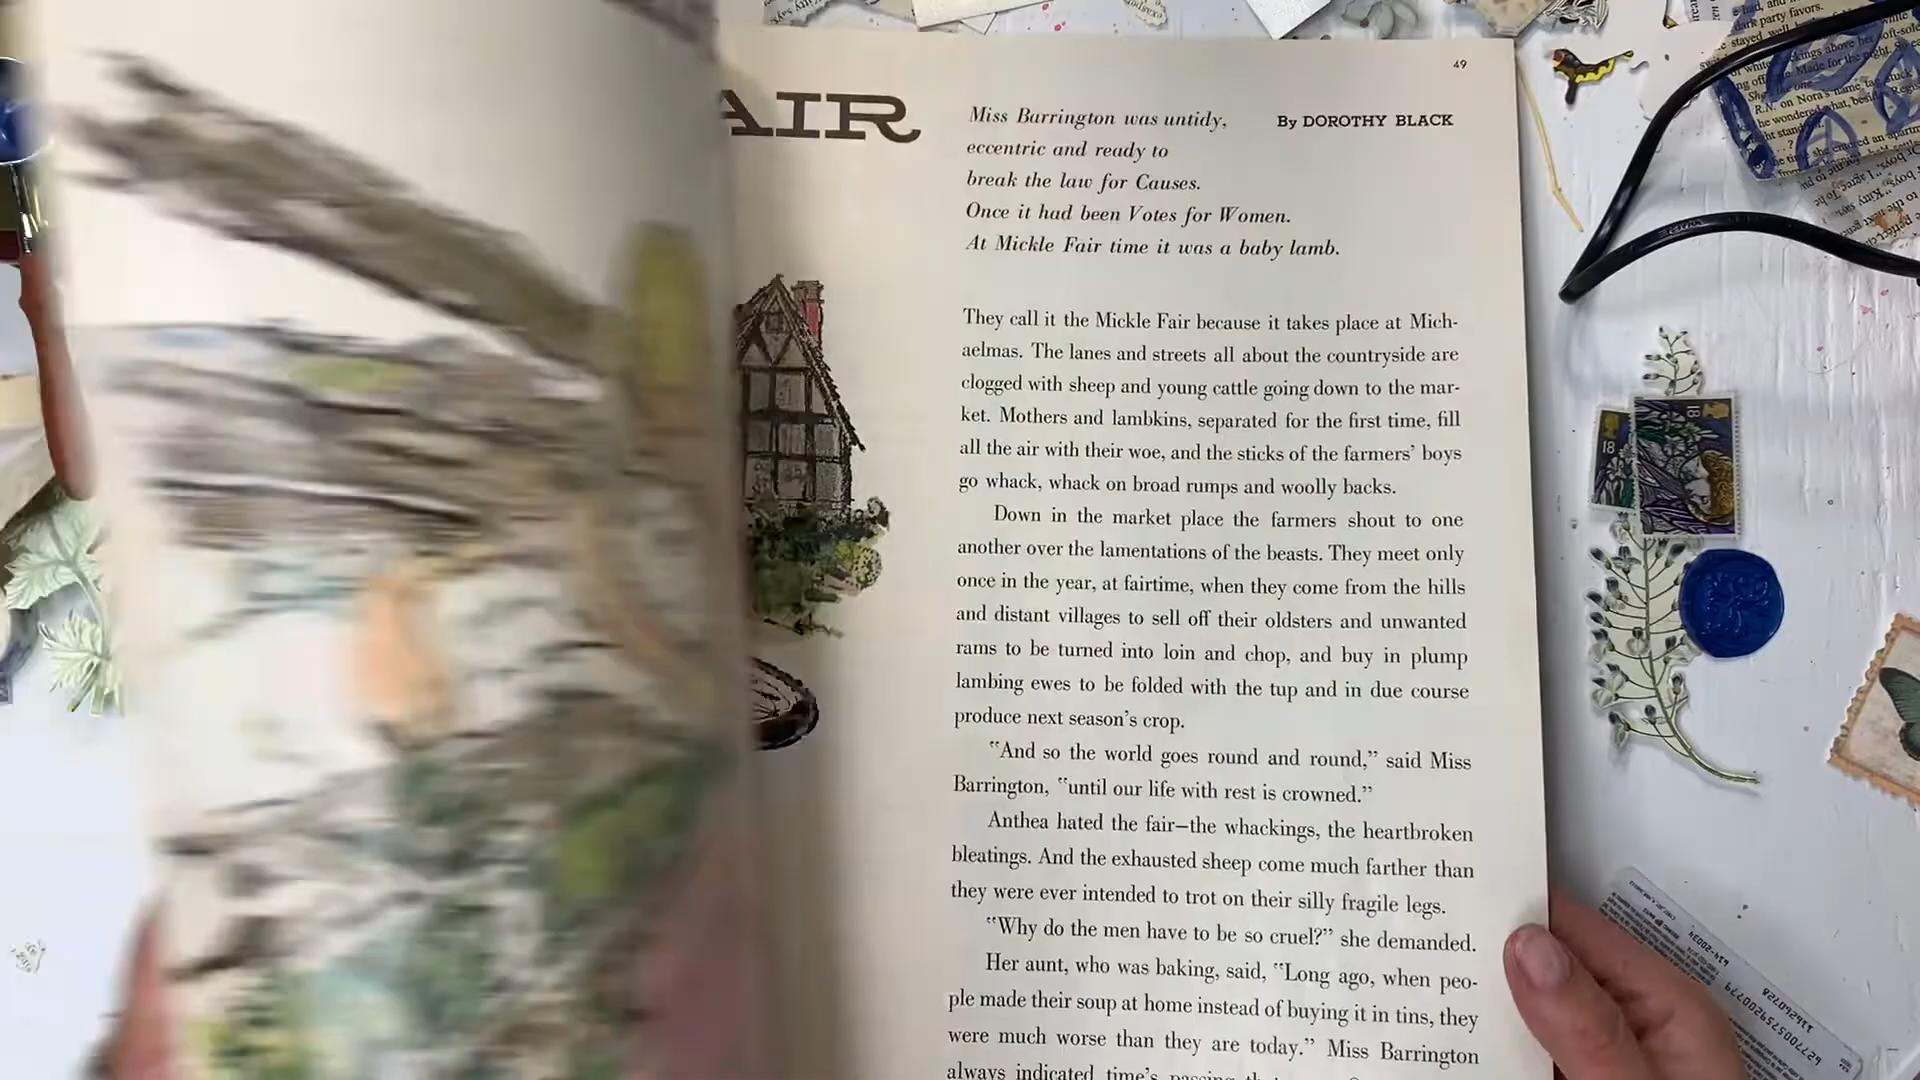 49
AIR
Miss Barrington was untidy,
eccentric and ready to
break the law for Causes.
Once it had been Votes for Women.
At Mickle Fair time it was a baby lamb.
By DOROTHY BLACK
They call it the Mickle Fair because it takes place at Mich-
aelmas. The lanes and streets all about the countryside are
clogged with sheep and young cattle going down to the mar-
ket. Mothers and lambkins, separated for the first time, fill
all the air with their woe, and the sticks of the farmers’ boys
go whack, whack on broad rumps and woolly backs.
Down in the market place the farmers shout to one
another over the lamentations of the beasts. They meet only
once in the year, at fairtime, when they come from the hills
and distant villages to sell off their oldsters and unwanted
rams to be turned into loin and chop, and buy in plump
lambing ewes to be folded with the tup and in due course
produce next season’s crop.
“And so the world goes round and round,” said Miss
Barrington, “until our life with rest is crowned.”
Anthea hated the fair—the whackings, the heartbroken
bleatings. And the exhausted sheep come much farther than
they were ever intended to trot on their silly fragile legs.
“Why do the men have to be so cruel?” she demanded.
Her aunt, who was baking, said, “Long ago, when peo-
ple made their soup at home instead of buying it in tins, they
were much worse than they are today.” Miss Barrington
always indicated time’s passing
dark party favors.
R.N. on Nora's name tag
18
18